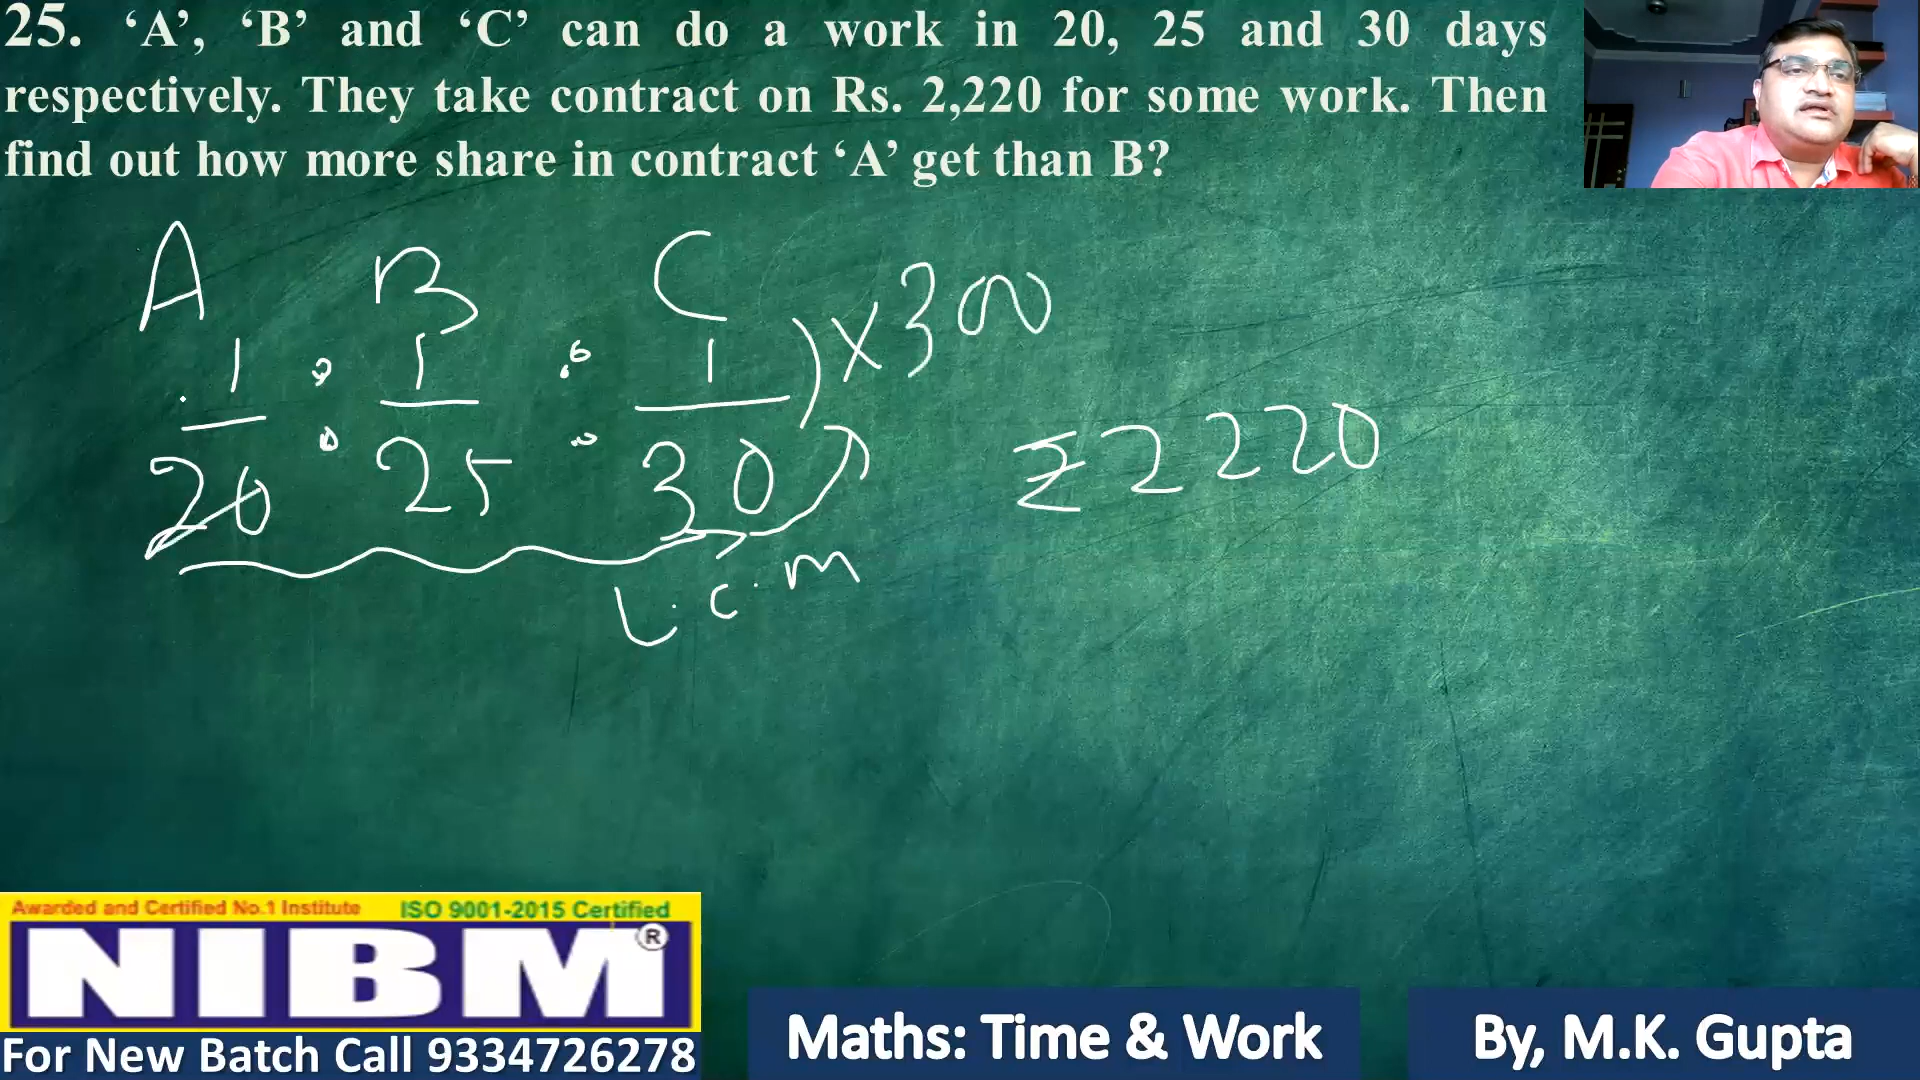 25. ‘A’, ‘B’ and ‘C’ can do a work in 20, 25 and 30 days
respectively. They take contract on Rs. 2,220 for some work. Then
find out how more share in contract ‘A’ get than B?
A B C
1/20 : 1/25 : 1/30 ) × 300
₹ 2220
L.C.M
Awarded and Certified No.1 Institute ISO 9001-2015 Certified
NIBM®
For New Batch Call 9334726278
Maths: Time & Work
By, M.K. Gupta